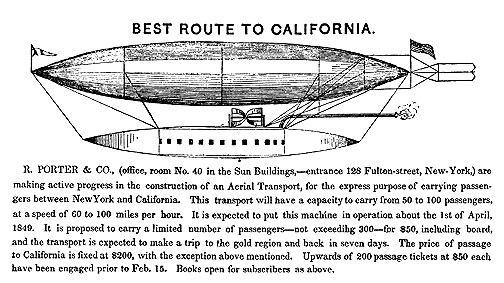 BEST ROUTE TO CALIFORNIA.
R. PORTER & CO., (office, room No. 40 in the Sun Buildings,—entrance 128 Fulton-street, New-York,) are
making active progress in the construction of an Aerial Transport, for the express purpose of carrying passen-
gers between New York and California. This transport will have a capacity to carry from 50 to 100 passengers,
at a speed of 60 to 100 miles per hour. It is expected to put this machine in operation about the 1st of April,
1849. It is proposed to carry a limited number of passengers—not exceeding 300—for $50, including board,
and the transport is expected to make a trip to the gold region and back in seven days. The price of passage
to California is fixed at $200, with the exception above mentioned. Upwards of 200 passage tickets at $50 each
have been engaged prior to Feb. 15. Books open for subscribers as above.